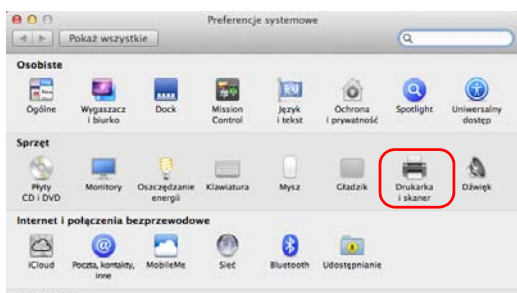 Preferencje systemowe
Pokaż wszystkie
Osobiste
Ogólne
Wygaszacz
i biurko
Dock
Mission
Control
Język
i tekst
Ochrona
i prywatność
Spotlight
Uniwersalny
dostęp
Sprzęt
Płyty
CD i DVD
Monitory
Oszczędzanie
energii
Klawiatura
Mysz
Gładzik
Drukarka
i skaner
Dźwięk
Internet i połączenia bezprzewodowe
iCloud
Poczta, kontakty,
inne
MobileMe
Sieć
Bluetooth
Udostępnianie